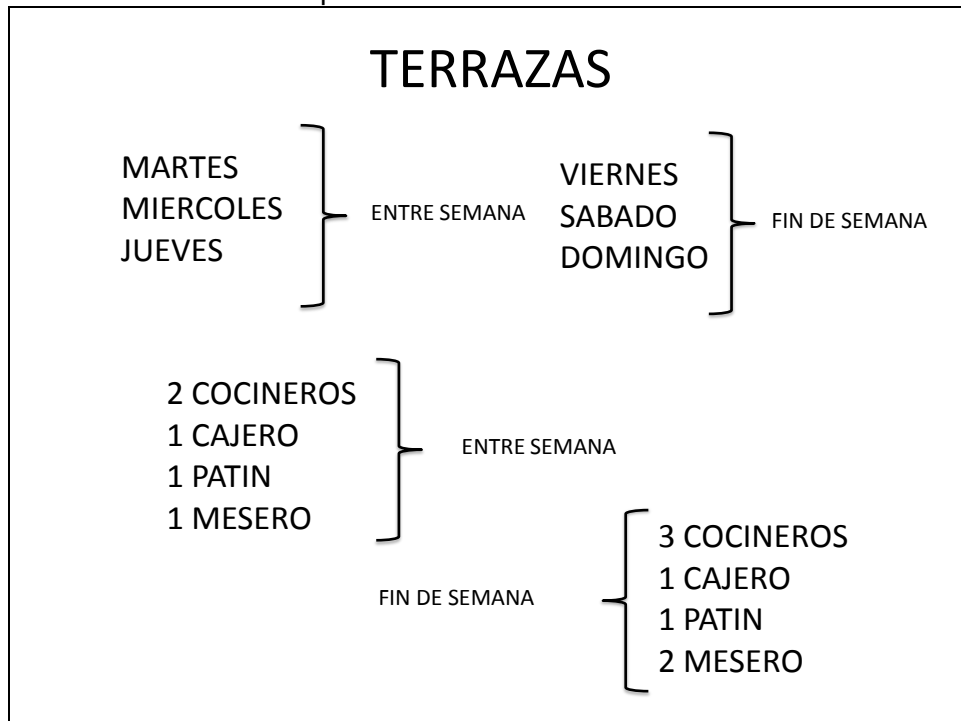 TERRAZAS
MARTES
MIERCOLES
JUEVES
ENTRE SEMANA
VIERNES
SABADO
DOMINGO
FIN DE SEMANA
2 COCINEROS
1 CAJERO
1 PATIN
1 MESERO
ENTRE SEMANA
FIN DE SEMANA
3 COCINEROS
1 CAJERO
1 PATIN
2 MESERO